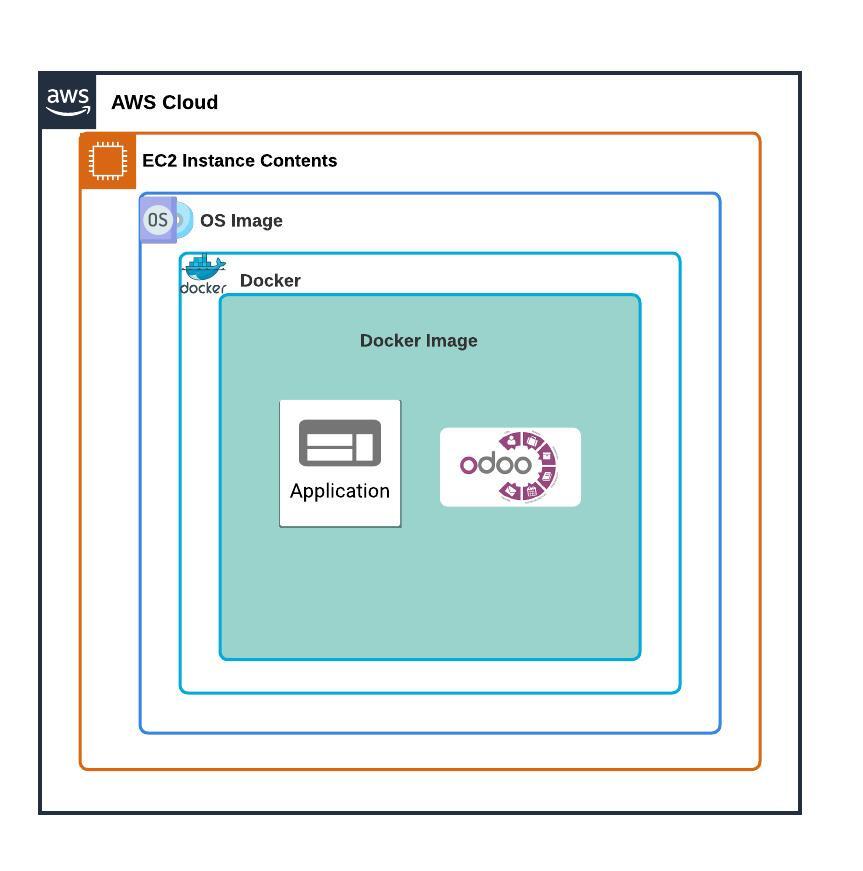 aws
AWS Cloud
EC2 Instance Contents
OS
OS Image
docker
Docker
Docker Image
Application
odoo